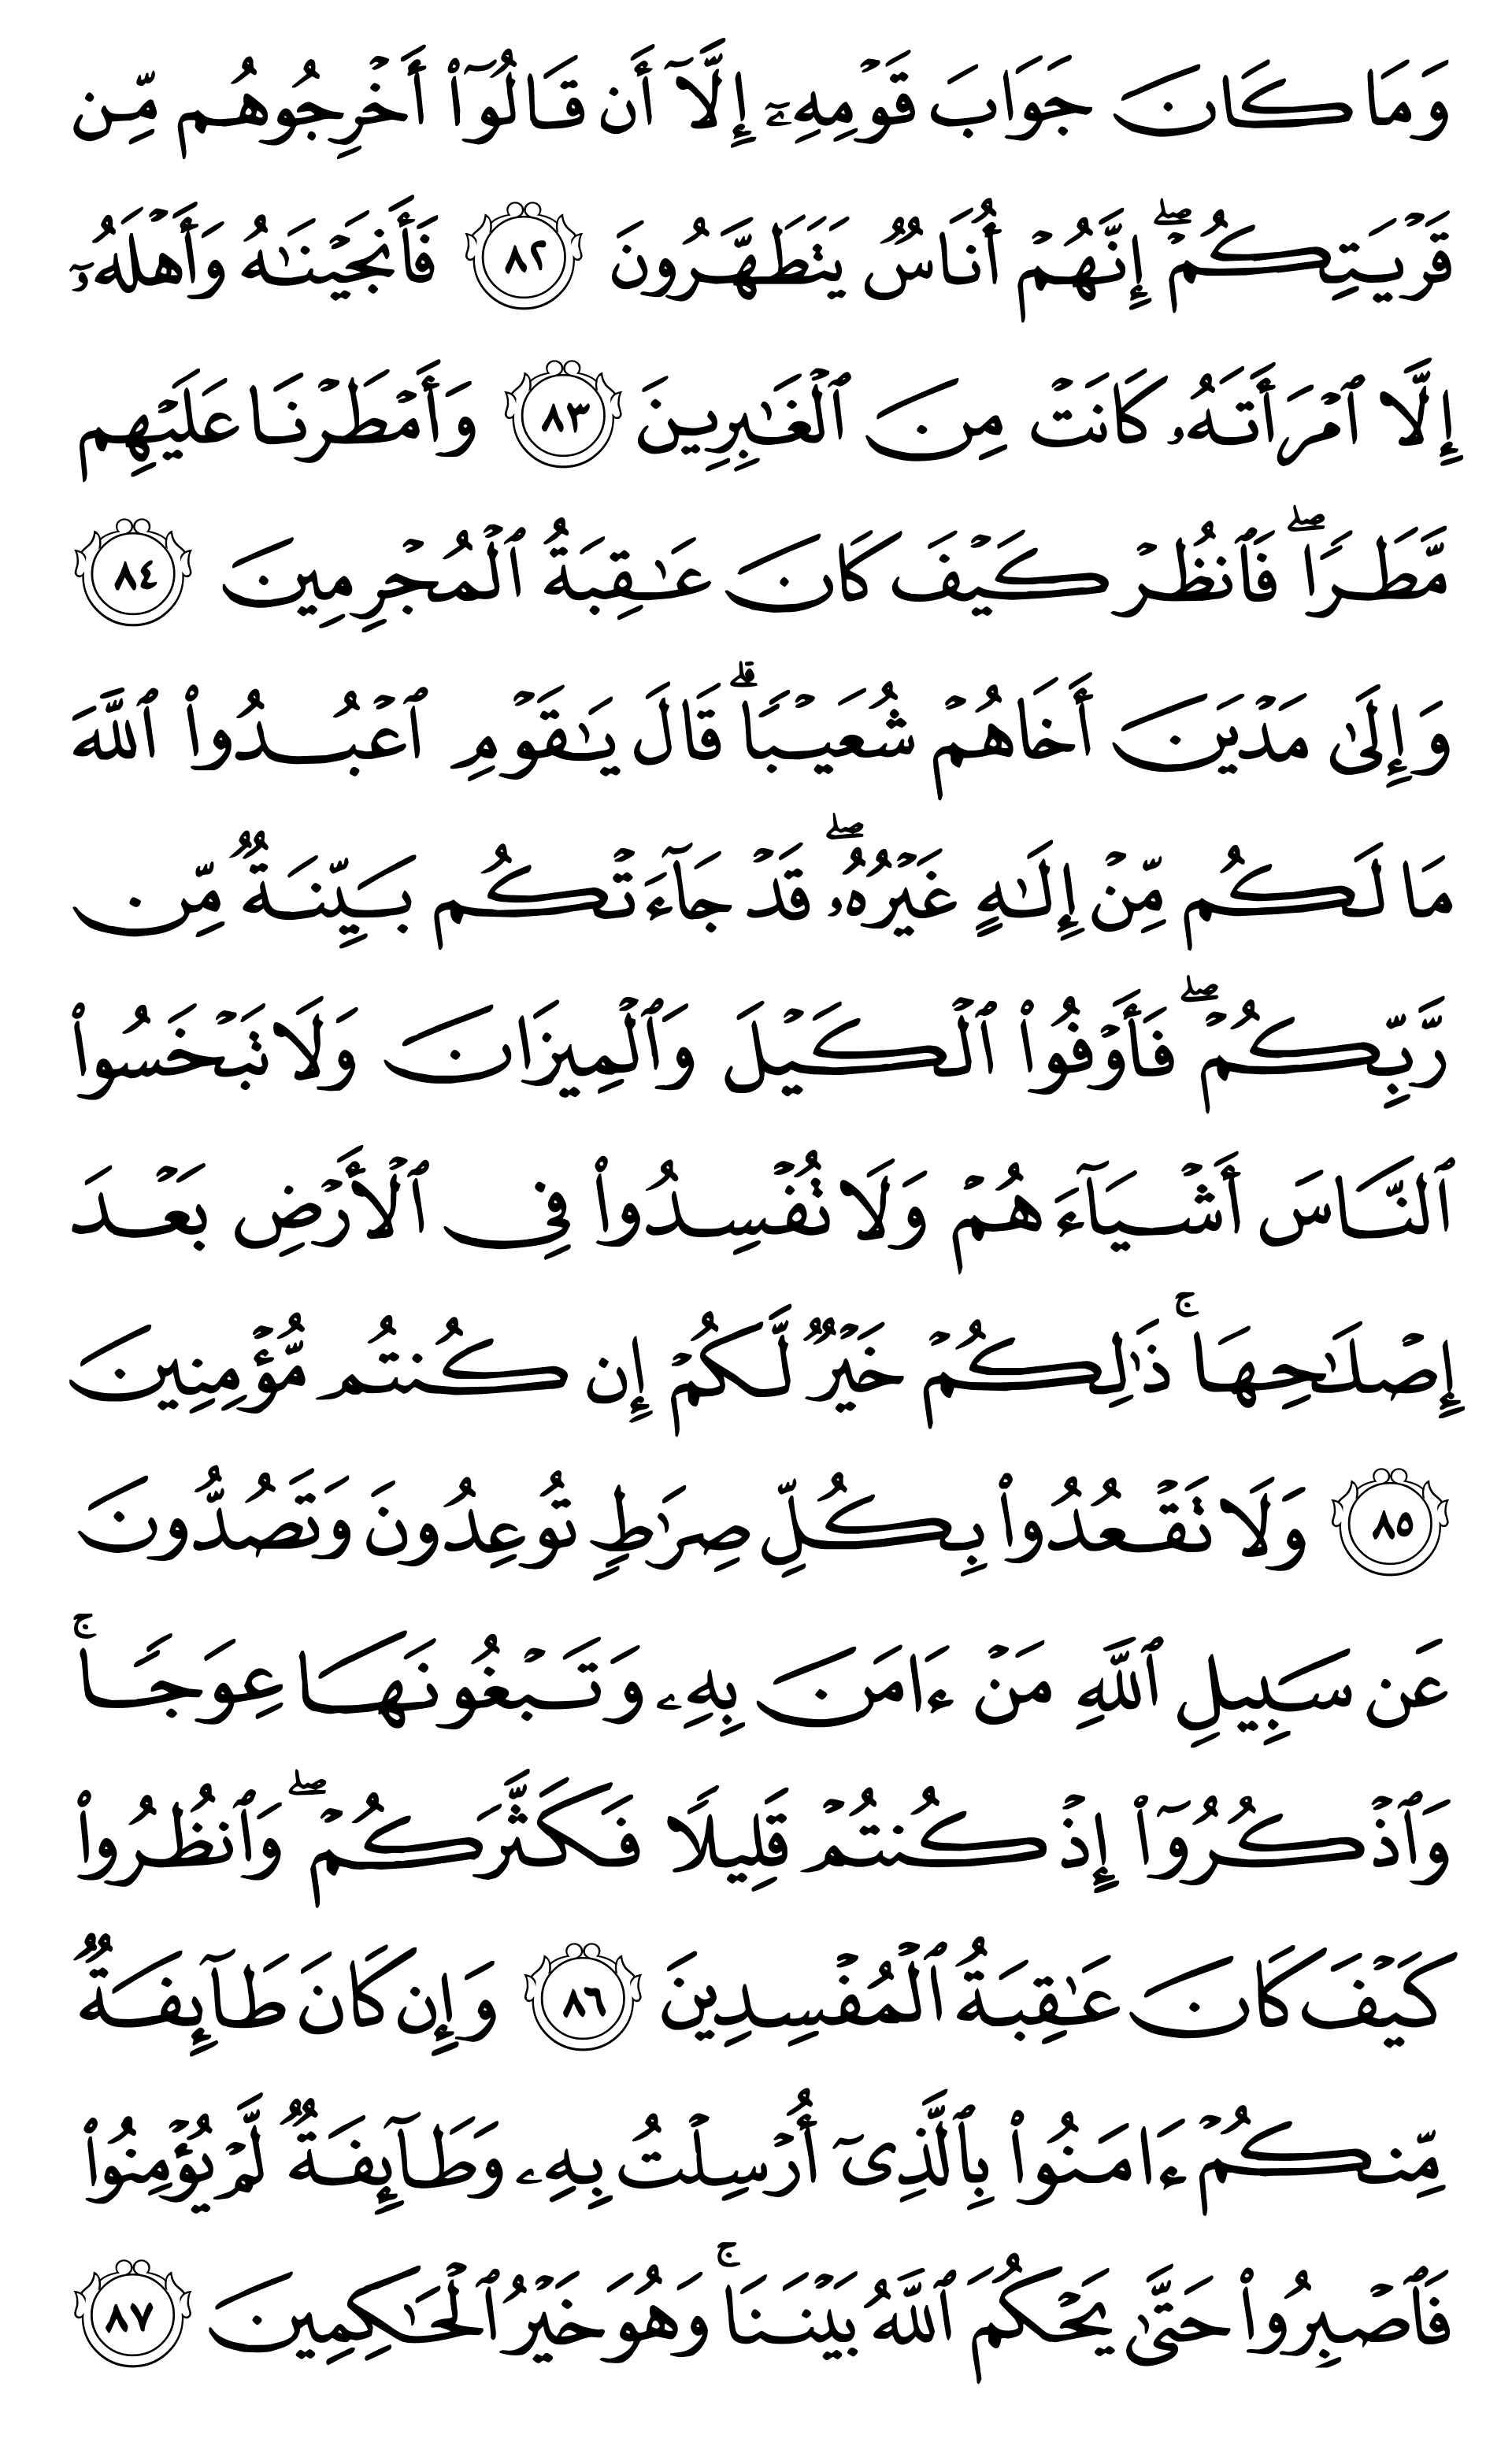 وَمَا كَانَ جَوَابَ قَوْمِهِۦٓ إِلَّآ أَن قَالُوٓا۟ أَخْرِجُوهُم مِّن
قَرْيَتِكُمْ ۖ إِنَّهُمْ أُنَاسٌ يَتَطَهَّرُونَ ٨٢ فَأَنجَيْنَـٰهُ وَأَهْلَهُۥٓ
إِلَّا ٱمْرَأَتَهُۥ كَانَتْ مِنَ ٱلْغَـٰبِرِينَ ٨٣ وَأَمْطَرْنَا عَلَيْهِم
مَّطَرًا ۖ فَٱنظُرْ كَيْفَ كَانَ عَـٰقِبَةُ ٱلْمُجْرِمِينَ ٨٤
وَإِلَىٰ مَدْيَنَ أَخَاهُمْ شُعَيْبًا ۗ قَالَ يَـٰقَوْمِ ٱعْبُدُوا۟ ٱللَّهَ
مَا لَكُم مِّنْ إِلَـٰهٍ غَيْرُهُۥ ۖ قَدْ جَآءَتْكُم بَيِّنَةٌ مِّن
رَّبِّكُمْ ۖ فَأَوْفُوا۟ ٱلْكَيْلَ وَٱلْمِيزَانَ وَلَا تَبْخَسُوا۟
ٱلنَّاسَ أَشْيَآءَهُمْ وَلَا تُفْسِدُوا۟ فِى ٱلْأَرْضِ بَعْدَ
إِصْلَـٰحِهَا ۚ ذَٰلِكُمْ خَيْرٌ لَّكُمْ إِن كُنتُم مُّؤْمِنِينَ
٨٥ وَلَا تَقْعُدُوا۟ بِكُلِّ صِرَٰطٍ تُوعِدُونَ وَتَصُدُّونَ
عَن سَبِيلِ ٱللَّهِ مَنْ ءَامَنَ بِهِۦ وَتَبْغُونَهَا عِوَجًا ۚ
وَٱذْكُرُوٓا۟ إِذْ كُنتُمْ قَلِيلًا فَكَثَّرَكُمْ ۖ وَٱنظُرُوا۟
كَيْفَ كَانَ عَـٰقِبَةُ ٱلْمُفْسِدِينَ ٨٦ وَإِن كَانَ طَآئِفَةٌ
مِّنكُمْ ءَامَنُوا۟ بِٱلَّذِىٓ أُرْسِلْتُ بِهِۦ وَطَآئِفَةٌ لَّمْ يُؤْمِنُوا۟
فَٱصْبِرُوا۟ حَتَّىٰ يَحْكُمَ ٱللَّهُ بَيْنَنَا ۚ وَهُوَ خَيْرُ ٱلْحَـٰكِمِينَ ٨٧